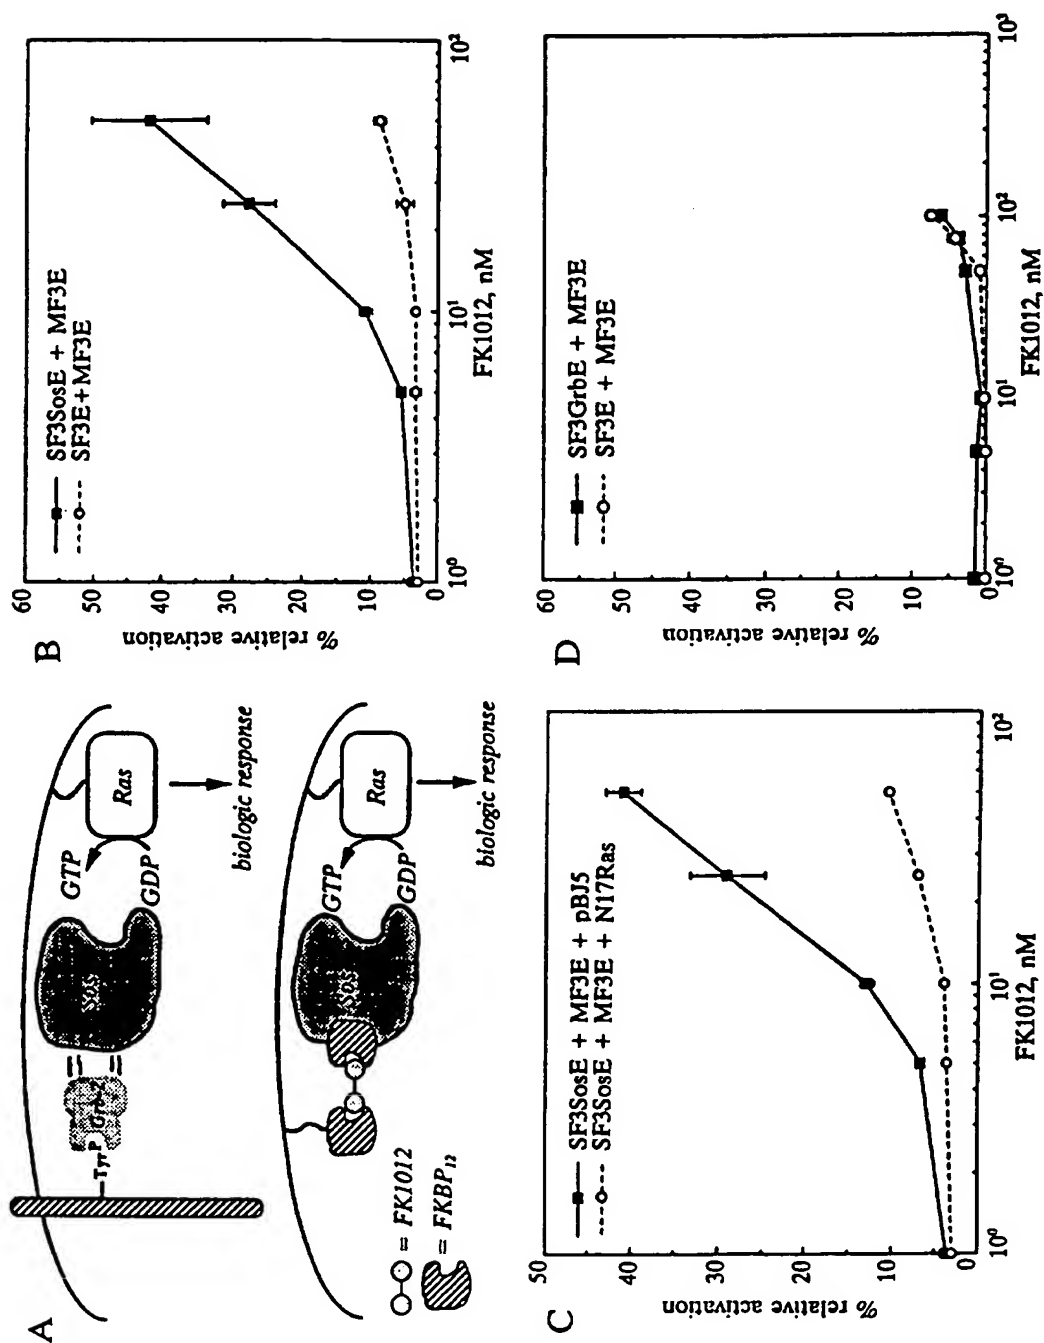 A
TyrP
Grb-2
Sos
GTP
GDP
Ras
biologic response
Sos
GTP
GDP
Ras
biologic response
= FK1012
= FKBP12
B
% relative activation
60
50
40
30
20
10
0
SF3SosE + MF3E
SF3E+MF3E
10⁰
10¹
10²
FK1012, nM
C
% relative activation
50
40
30
20
10
0
SF3SosE + MF3E + pBJ5
SF3SosE + MF3E + N17Ras
10⁰
10¹
10²
FK1012, nM
D
% relative activation
60
50
40
30
20
10
0
SF3GrbE + MF3E
SF3E + MF3E
10⁰
10¹
10²
10³
FK1012, nM